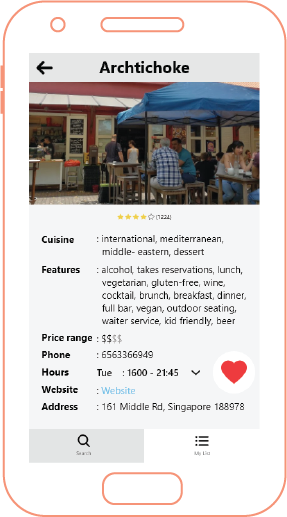 Archtichoke
(1224)
Cuisine : international, mediterranean,
middle- eastern, dessert
Features : alcohol, takes reservations, lunch,
vegetarian, gluten-free, wine,
cocktail, brunch, breakfast, dinner,
full bar, vegan, outdoor seating,
waiter service, kid friendly, beer
Price range : $$$$
Phone : 6563366949
Hours Tue : 1600 - 21:45
Website : Website
Address : 161 Middle Rd, Singapore 188978
Search
My List